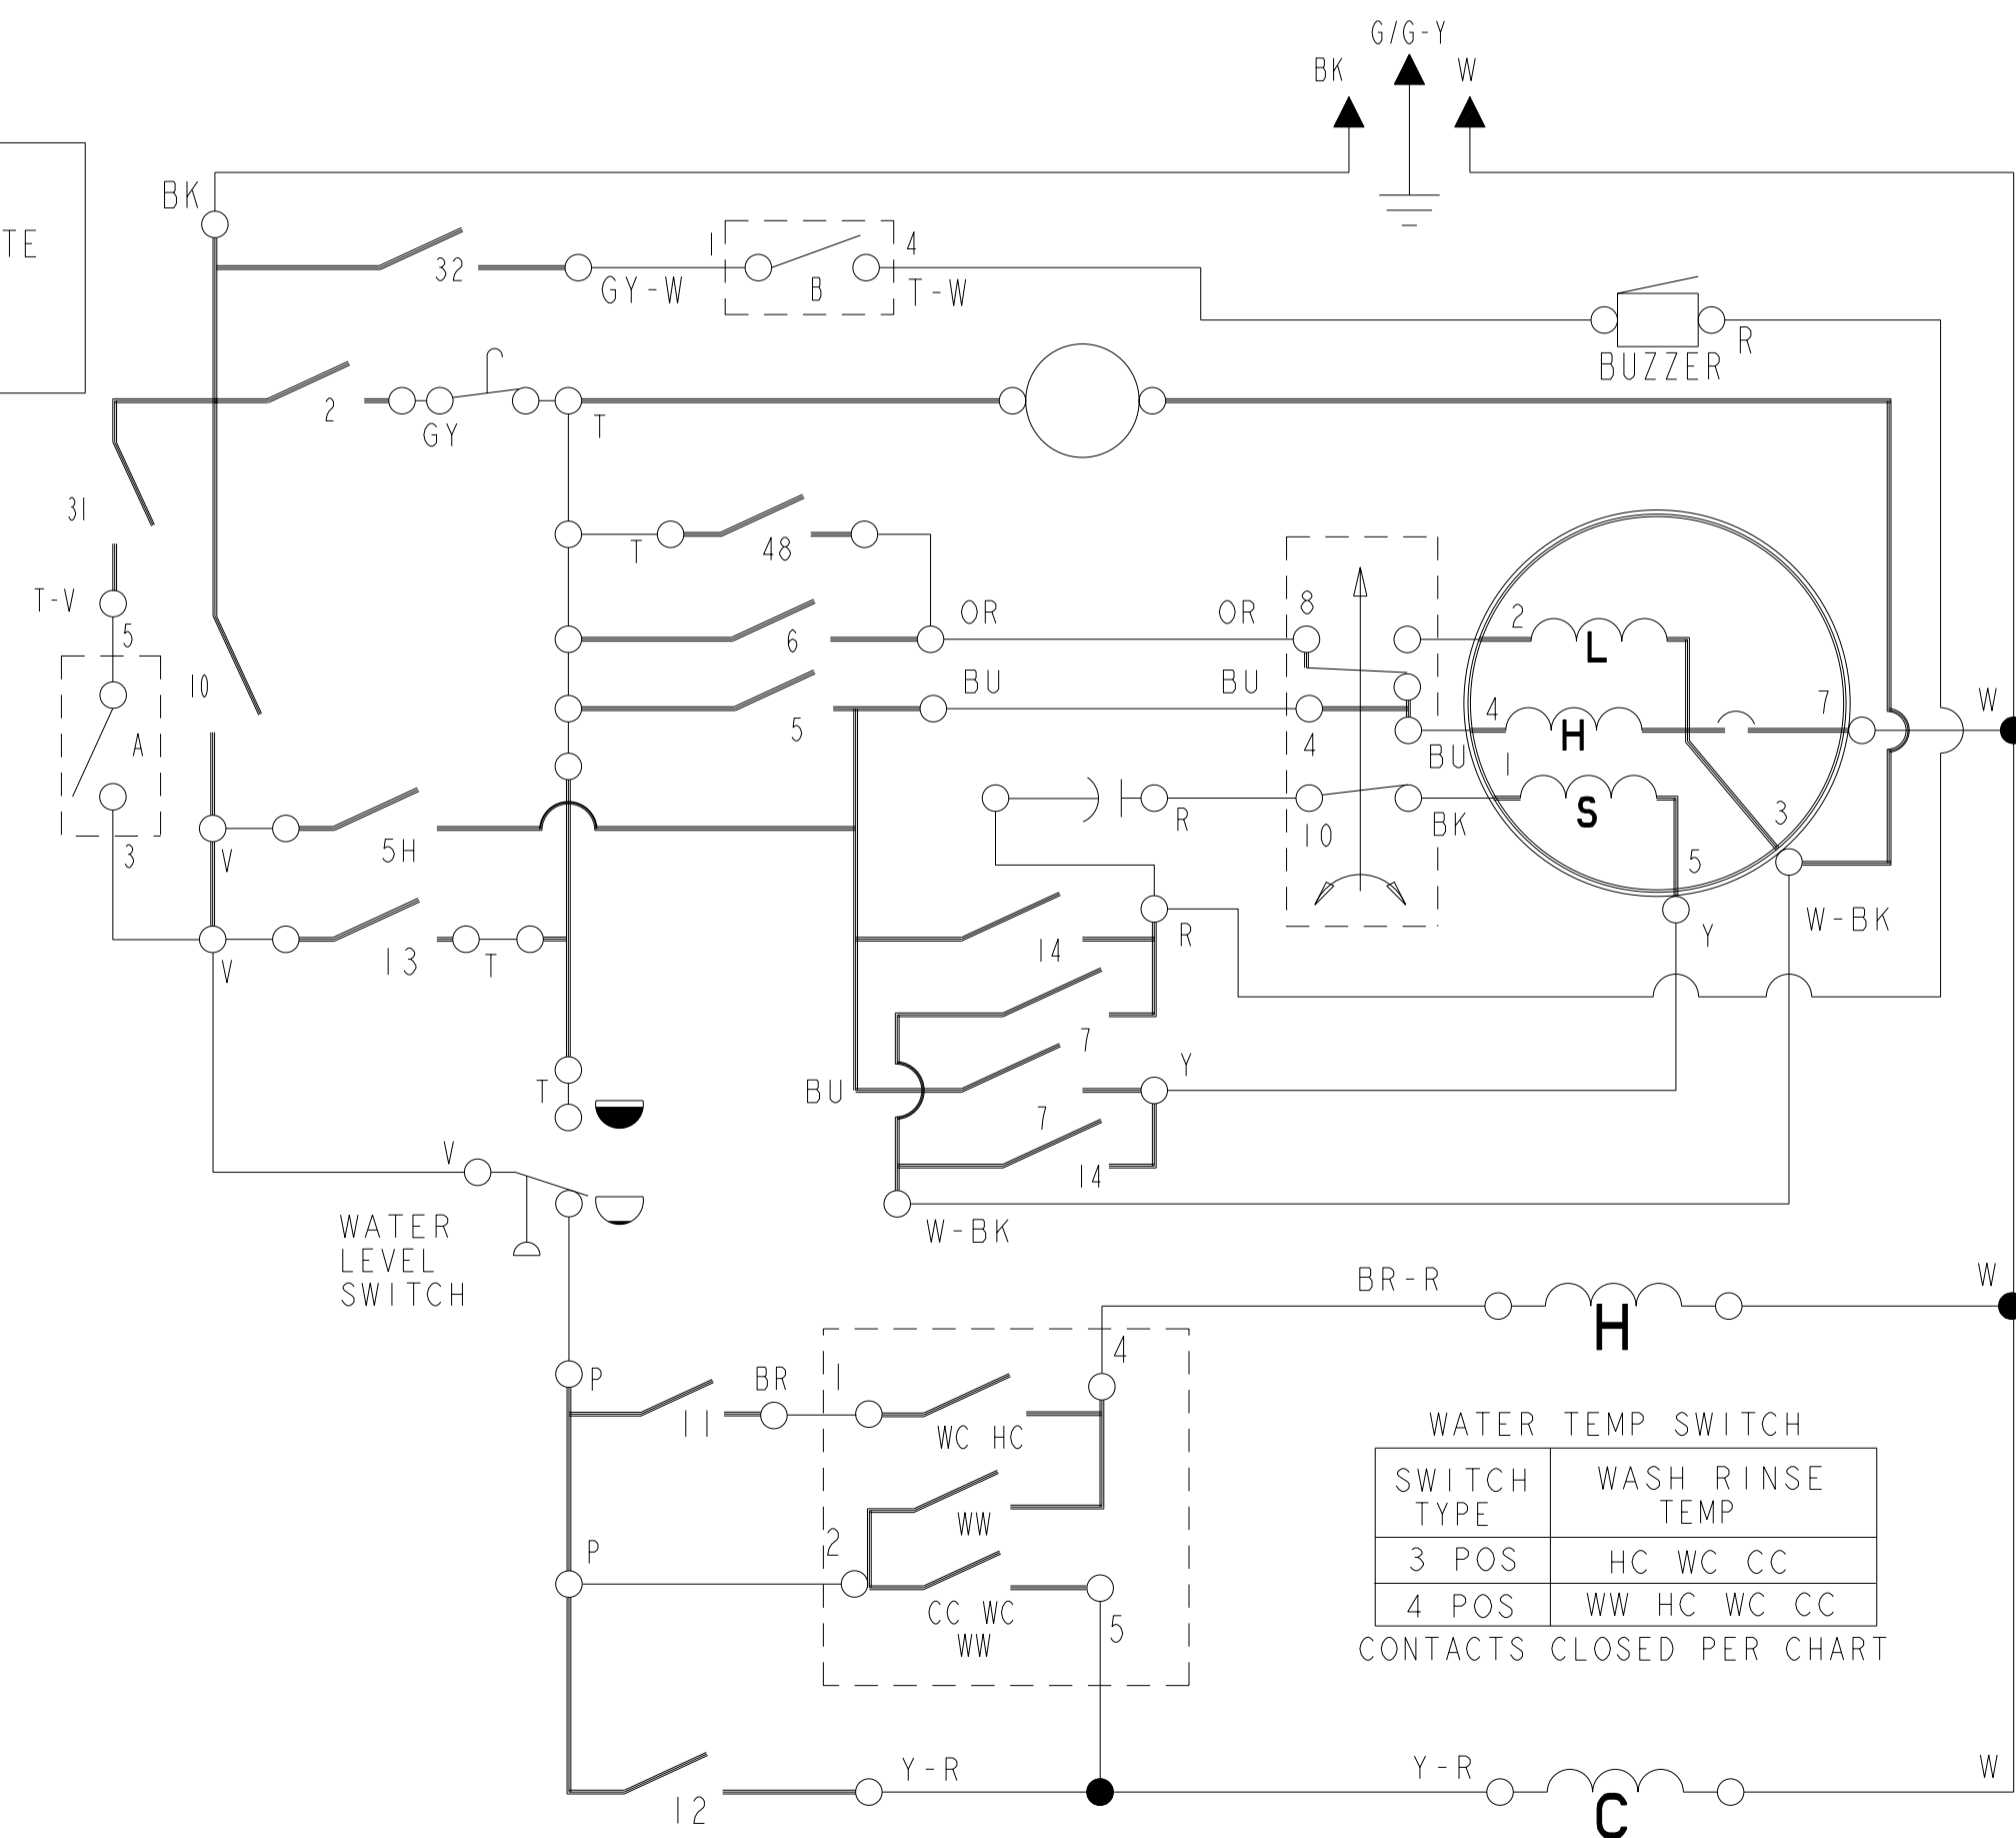 G/G-Y
BK
W
BK
TE
32
GY-W
1
B
4
T-W
BUZZER
R
2
GY
T
31
T-V
5
A
3
10
T
48
6
OR
OR
8
BU
BU
5
4
2
L
4
H
7
W
BU
1
S
3
R
10
BK
5
W-BK
Y
V
5H
V
13
T
14
R
7
BU
7
Y
14
W-BK
T
V
WATER
LEVEL
SWITCH
BR-R
H
W
P
11
BR
1
4
WC HC
WW
2
P
CC WC
WW
5
WATER TEMP SWITCH
SWITCH TYPE
WASH RINSE TEMP
3 POS HC WC CC
4 POS WW HC WC CC
CONTACTS CLOSED PER CHART
12
Y-R
Y-R
C
W